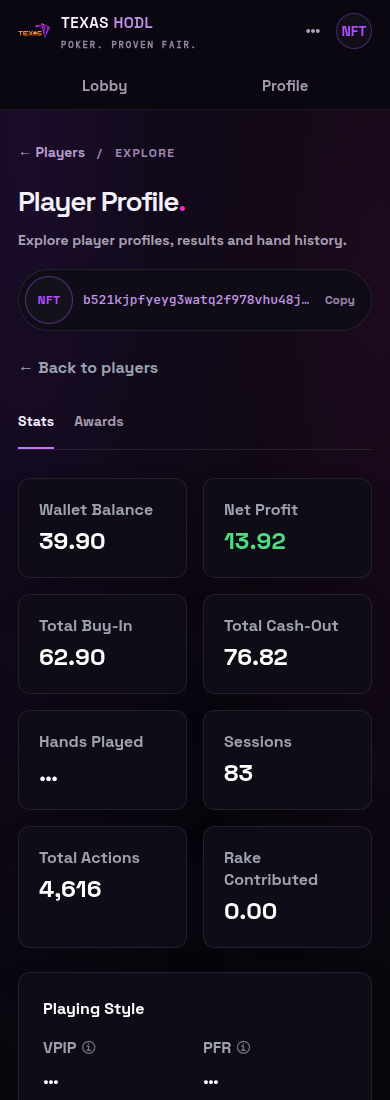 TEXAS
TEXAS HODL
POKER. PROVEN FAIR.
•••
NFT
Lobby
Profile
← Players / EXPLORE
Player Profile.
Explore player profiles, results and hand history.
NFT
b521kjpfyeyg3watq2f978vhu48j…
Copy
← Back to players
Stats
Awards
Wallet Balance
39.90
Net Profit
13.92
Total Buy-In
62.90
Total Cash-Out
76.82
Hands Played
…
Sessions
83
Total Actions
4,616
Rake
Contributed
0.00
Playing Style
VPIP ⓘ
…
PFR ⓘ
…